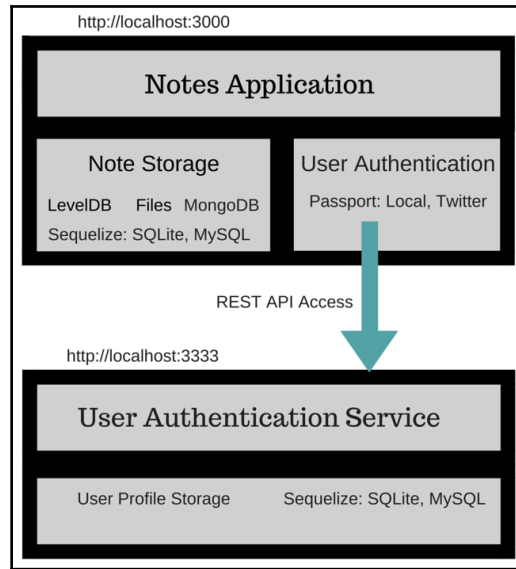 http://localhost:3000
Notes Application
Note Storage
LevelDB Files MongoDB
Sequelize: SQLite, MySQL
User Authentication
Passport: Local, Twitter
REST API Access
http://localhost:3333
User Authentication Service
User Profile Storage
Sequelize: SQLite, MySQL